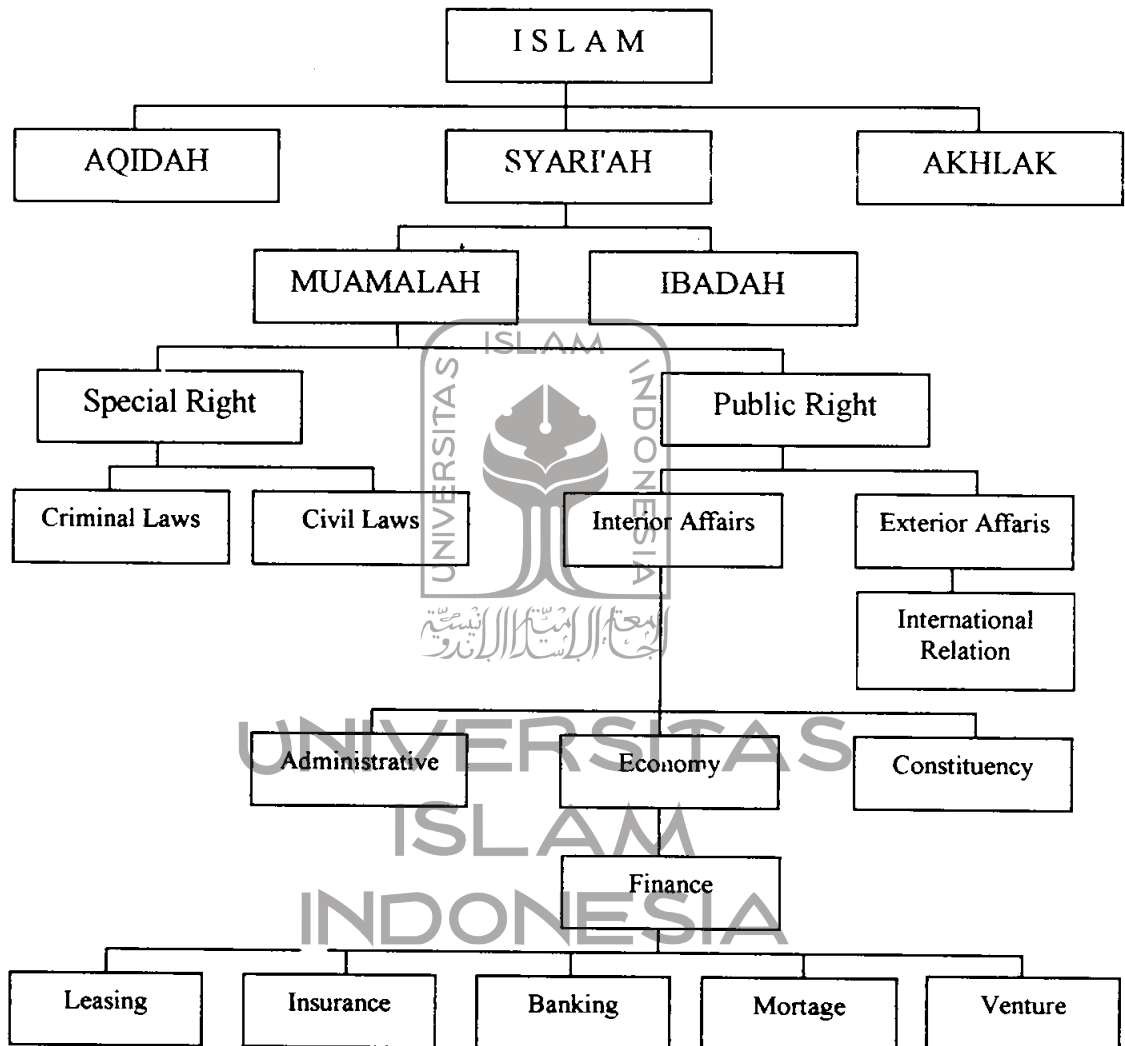 ISLAM
AQIDAH
SYARI'AH
AKHLAK
MUAMALAH
IBADAH
Special Right
Public Right
Criminal Laws
Civil Laws
Interior Affairs
Exterior Affaris
International
Relation
Administrative
Economy
Constituency
Finance
Leasing
Insurance
Banking
Mortage
Venture
UNIVERSITAS
ISLAM
INDONESIA
UNIVERSITAS
ISLAM
INDONESIA